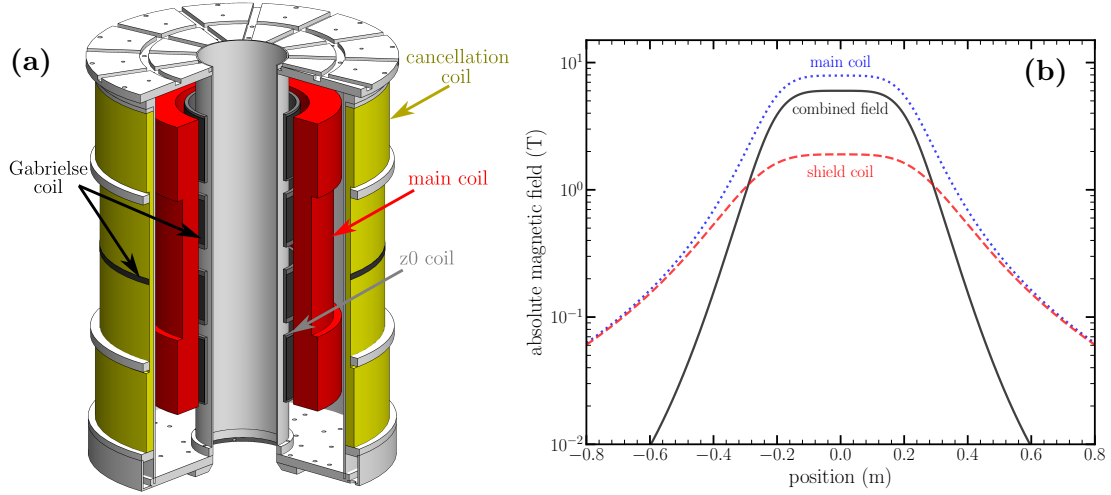 (a)
cancellation
coil
Gabrielse
coil
main coil
z0 coil
(b)
main coil
combined field
shield coil
absolute magnetic field (T)
10^1
10^0
10^−1
10^−2
−0.8 −0.6 −0.4 −0.2 0.0 0.2 0.4 0.6 0.8
position (m)